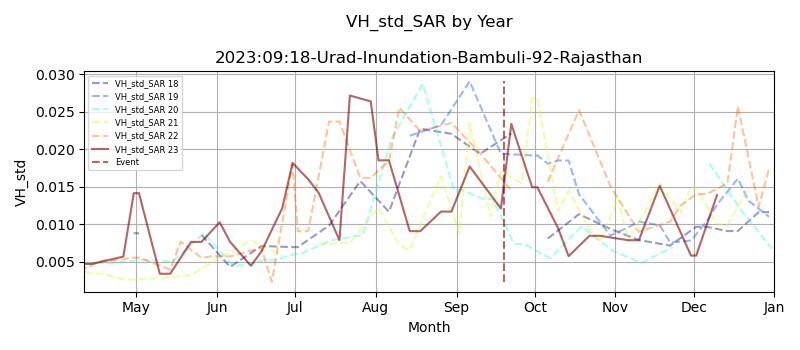 VH_std_SAR by Year
2023:09:18-Urad-Inundation-Bambuli-92-Rajasthan
0.030
0.025
0.020
0.015
0.010
0.005
VH_std
VH_std_SAR 18
VH_std_SAR 19
VH_std_SAR 20
VH_std_SAR 21
VH_std_SAR 22
VH_std_SAR 23
Event
May Jun Jul Aug Sep Oct Nov Dec Jan
Month